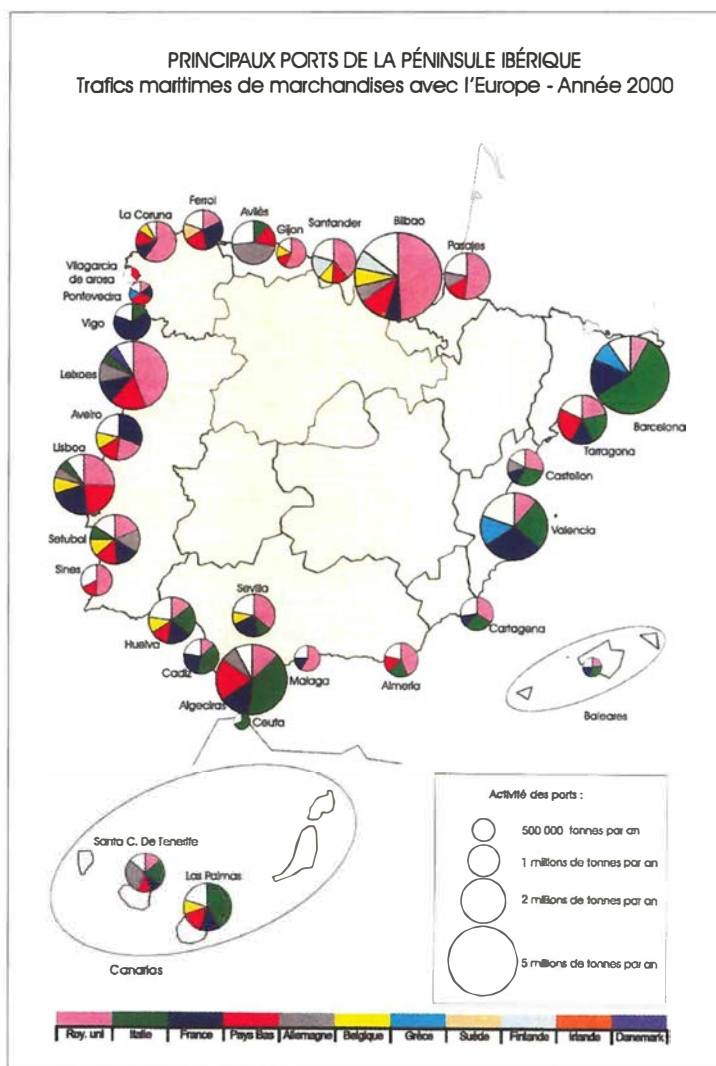 PRINCIPAUX PORTS DE LA PÉNINSULE IBÉRIQUE
Trafics maritimes de marchandises avec l'Europe - Année 2000
La Coruna
Ferrol
Avilès
Gijon
Santander
Bilbao
Pasajes
Vilagarcia de arosa
Pontevedra
Vigo
Leixoes
Aveiro
Lisboa
Setubal
Sines
Huelva
Sevilla
Cadiz
Algeciras
Ceuta
Malaga
Almeria
Cartagena
Valencia
Castellon
Tarragona
Barcelona
Baleares
Santa C. De Tenerife
Las Palmas
Canarias
Activité des ports :
500 000 tonnes par an
1 millions de tonnes par an
2 millions de tonnes par an
5 millions de tonnes par an
Roy. uni
Italie
France
Pays Bas
Allemagne
Belgique
Grèce
Suède
Finlande
Irlande
Danemark